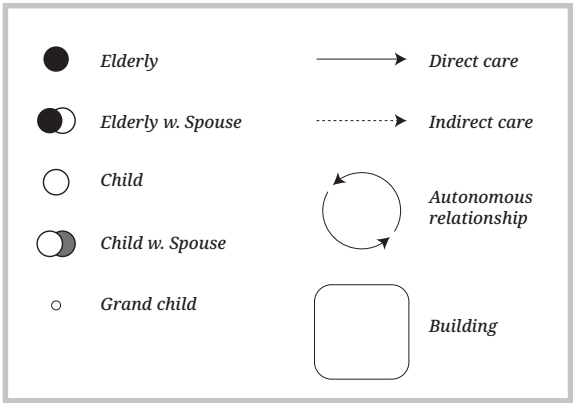 Elderly
Elderly w. Spouse
Child
Child w. Spouse
Grand child
Direct care
Indirect care
Autonomous
relationship
Building